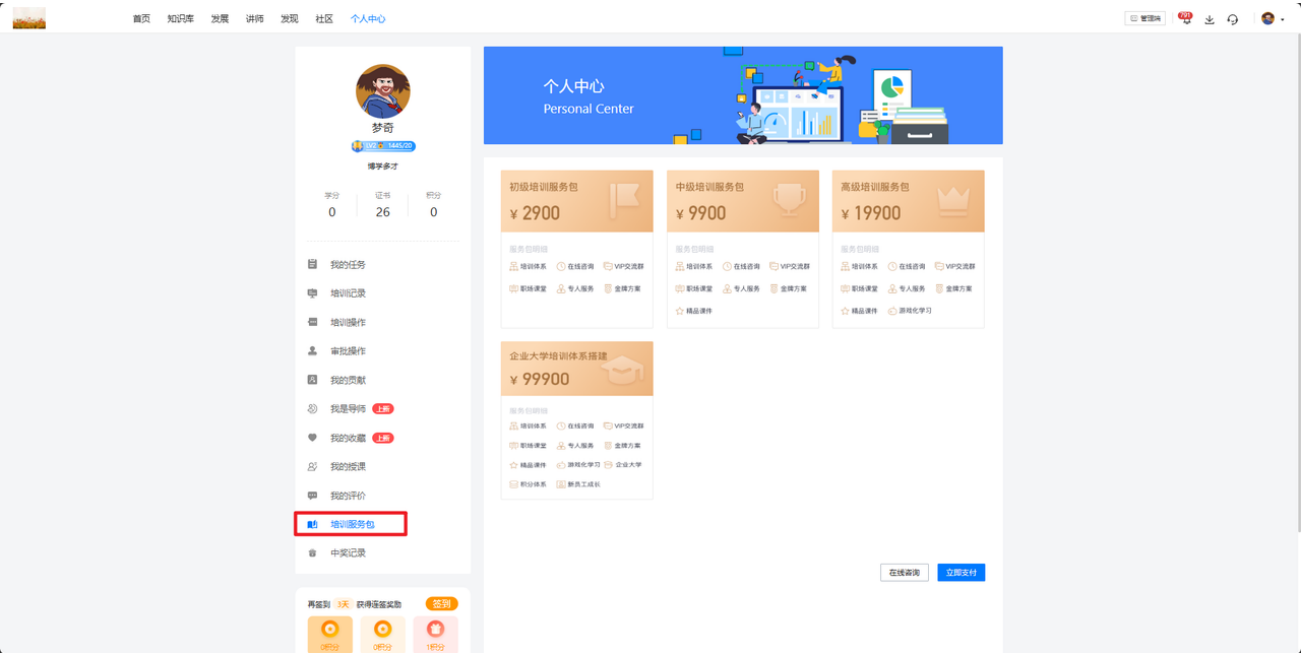 首页 知识库 发展 讲师 发现 社区 个人中心
管理端
791
梦奇
LV2 1445/20
博学多才
学分 证书 积分
0 26 0
我的任务
培训记录
培训操作
审批操作
我的贡献
我是导师 上新
我的收藏 上新
我的授课
我的评价
培训服务包
中奖记录
再签到 3天 获得连签奖励 签到
0积分 0积分 1积分
个人中心
Personal Center
初级培训服务包
¥ 2900
服务包明细
培训体系 在线咨询 VIP交流群
职场课堂 专人服务 金牌方案
中级培训服务包
¥ 9900
服务包明细
培训体系 在线咨询 VIP交流群
职场课堂 专人服务 金牌方案
精品课件
高级培训服务包
¥ 19900
服务包明细
培训体系 在线咨询 VIP交流群
职场课堂 专人服务 金牌方案
精品课件 游戏化学习
企业大学培训体系搭建
¥ 99900
服务包明细
培训体系 在线咨询 VIP交流群
职场课堂 专人服务 金牌方案
精品课件 游戏化学习 企业大学
积分体系 新员工成长
在线咨询 立即支付